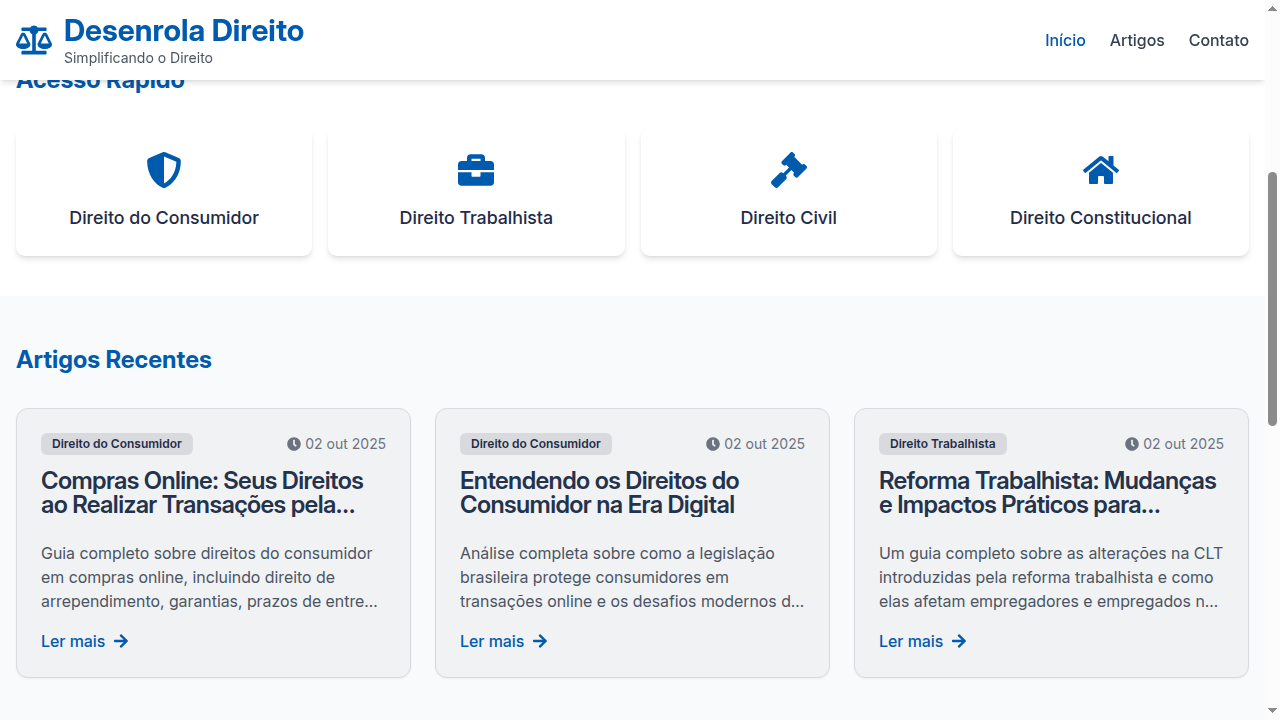 Desenrola Direito
Simplificando o Direito
Início
Artigos
Contato
Acesso Rápido
Direito do Consumidor
Direito Trabalhista
Direito Civil
Direito Constitucional
Artigos Recentes
Direito do Consumidor
02 out 2025
Compras Online: Seus Direitos
ao Realizar Transações pela...
Guia completo sobre direitos do consumidor
em compras online, incluindo direito de
arrependimento, garantias, prazos de entre...
Ler mais
Direito do Consumidor
02 out 2025
Entendendo os Direitos do
Consumidor na Era Digital
Análise completa sobre como a legislação
brasileira protege consumidores em
transações online e os desafios modernos d...
Ler mais
Direito Trabalhista
02 out 2025
Reforma Trabalhista: Mudanças
e Impactos Práticos para...
Um guia completo sobre as alterações na CLT
introduzidas pela reforma trabalhista e como
elas afetam empregadores e empregados n...
Ler mais